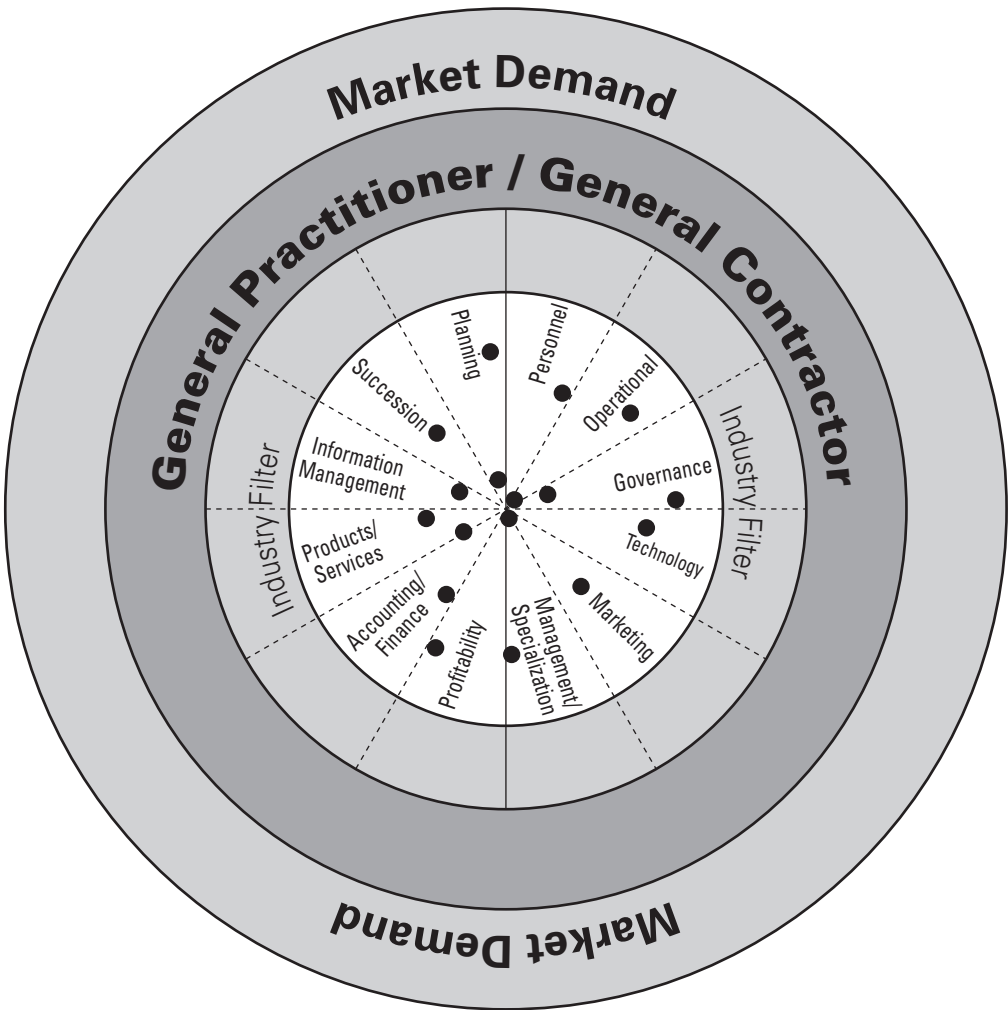 Market Demand
General Practitioner / General Contractor
Planning
Personnel
Operational
Succession
Information
Management
Governance
Industry Filter
Industry Filter
Products/
Services
Technology
Accounting/
Finance
Profitability
Management/
Specialization
Marketing
Market Demand